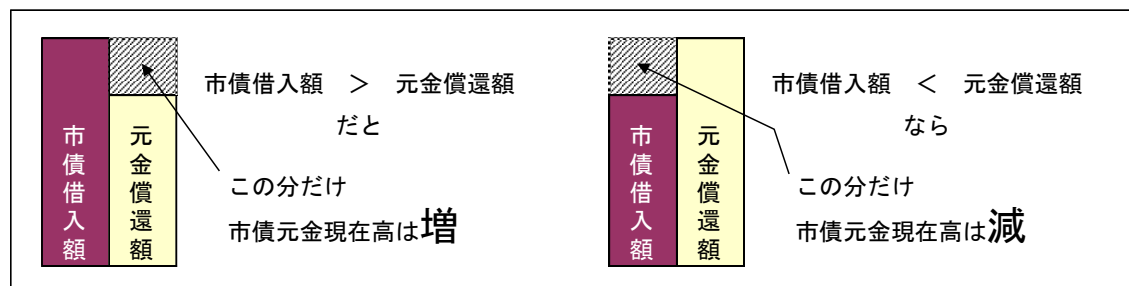 市債借入額
元金償還額
市債借入額 ＞ 元金償還額
だと
この分だけ
市債元金現在高は増
市債借入額
元金償還額
市債借入額 ＜ 元金償還額
なら
この分だけ
市債元金現在高は減